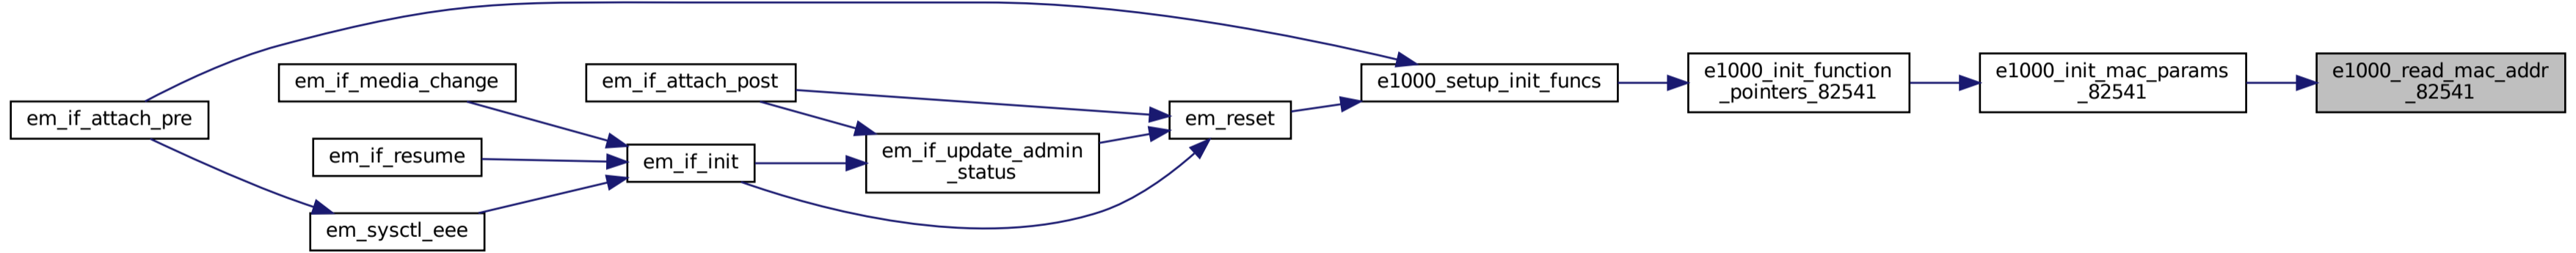 em_if_attach_pre
em_if_media_change
em_if_resume
em_sysctl_eee
em_if_attach_post
em_if_init
em_if_update_admin
_status
em_reset
e1000_setup_init_funcs
e1000_init_function
_pointers_82541
e1000_init_mac_params
_82541
e1000_read_mac_addr
_82541